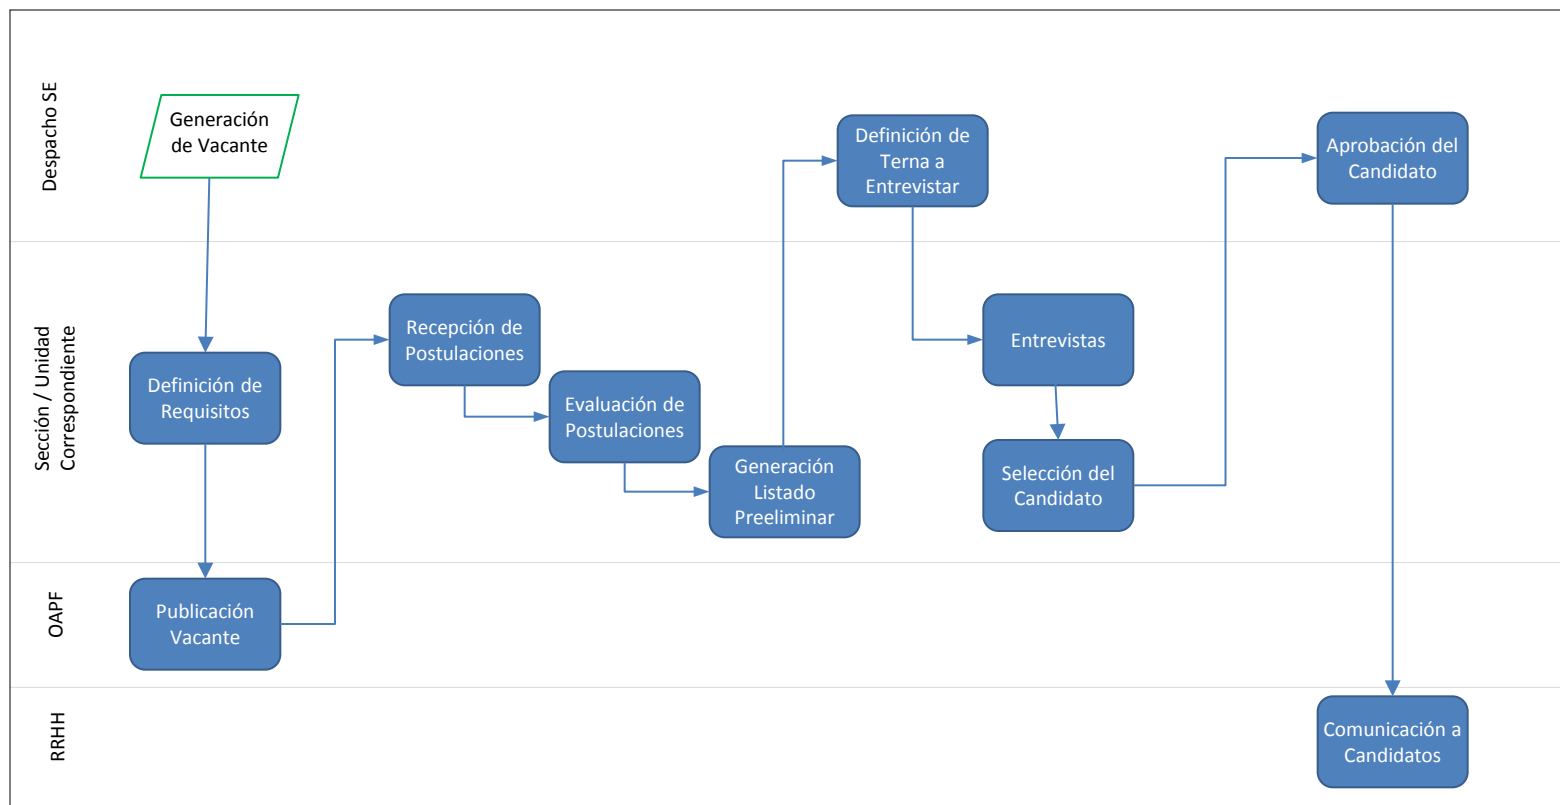 Despacho SE
Generación
de Vacante
Definición de
Terna a
Entrevistar
Aprobación del
Candidato
Sección / Unidad
Correspondiente
Definición de
Requisitos
Recepción de
Postulaciones
Evaluación de
Postulaciones
Generación
Listado
Preeliminar
Entrevistas
Selección del
Candidato
OAPF
Publicación
Vacante
RRHH
Comunicación a
Candidatos